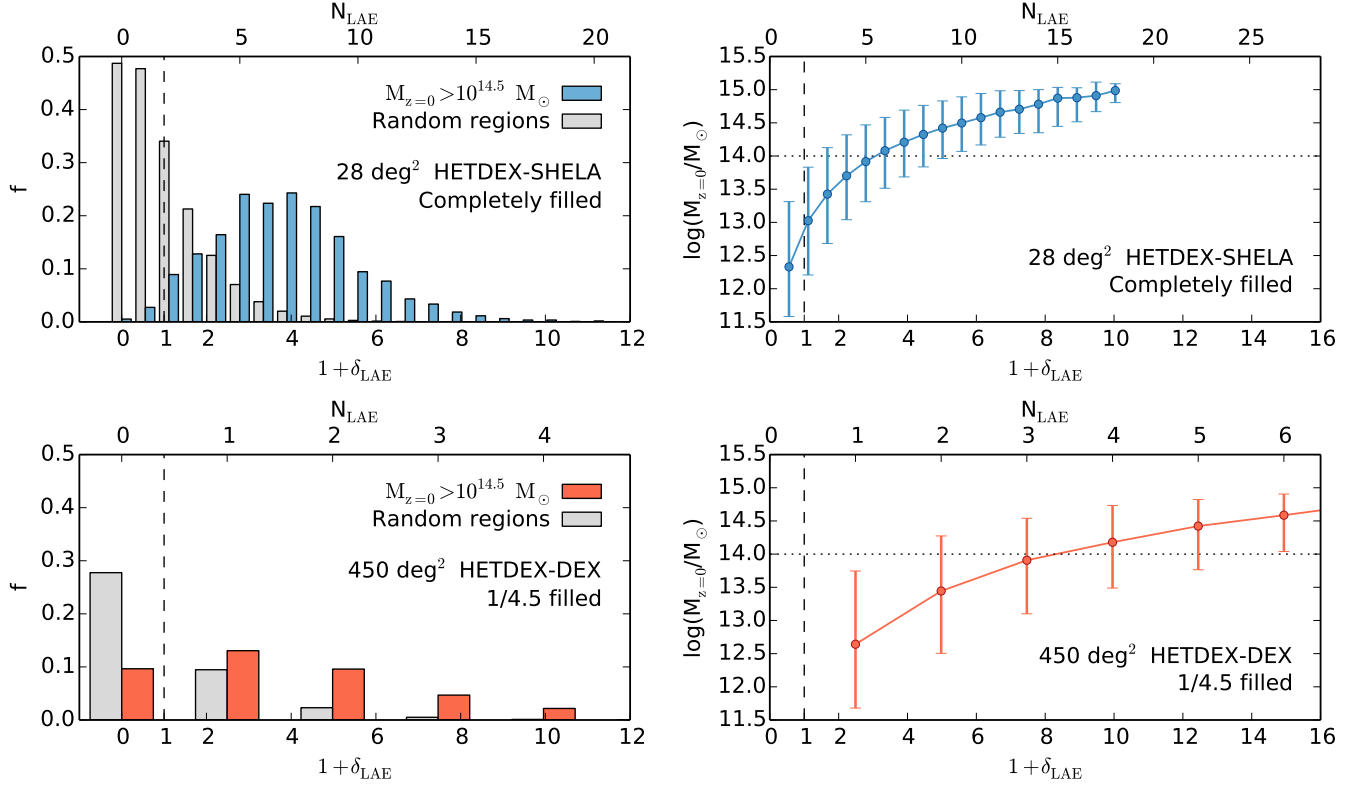 N_LAE
0 5 10 15 20
0.5
0.4
0.3
0.2
0.1
0.0
f
M_z=0 >10^14.5 M_⊙
Random regions
28 deg² HETDEX-SHELA
Completely filled
0 1 2 4 6 8 10 12
1+δ_LAE
N_LAE
0 5 10 15 20 25
15.5
15.0
14.5
14.0
13.5
13.0
12.5
12.0
11.5
log(M_z=0/M_⊙)
28 deg² HETDEX-SHELA
Completely filled
0 1 2 4 6 8 10 12 14 16
1+δ_LAE
N_LAE
0 1 2 3 4
0.5
0.4
0.3
0.2
0.1
0.0
f
M_z=0 >10^14.5 M_⊙
Random regions
450 deg² HETDEX-DEX
1/4.5 filled
0 1 2 4 6 8 10 12
1+δ_LAE
N_LAE
0 1 2 3 4 5 6
15.5
15.0
14.5
14.0
13.5
13.0
12.5
12.0
11.5
log(M_z=0/M_⊙)
450 deg² HETDEX-DEX
1/4.5 filled
0 1 2 4 6 8 10 12 14 16
1+δ_LAE